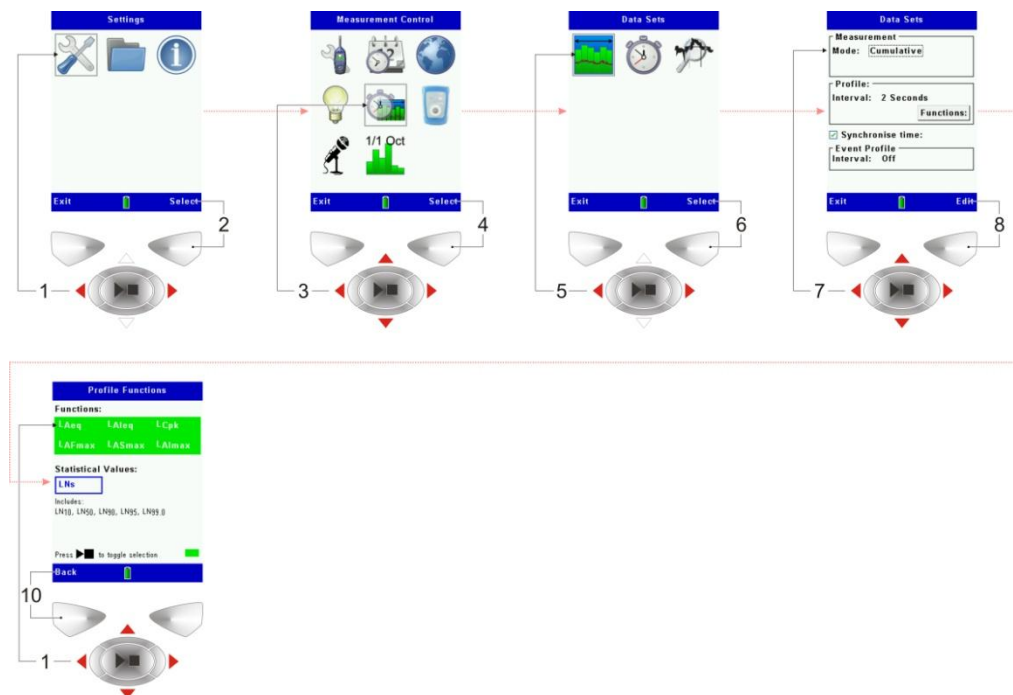 Settings
Exit
Select
1
2
Measurement Control
1/1 Oct
Exit
Select
3
4
Data Sets
Exit
Select
5
6
Data Sets
Measurement
Mode: Cumulative
Profile:
Interval: 2 Seconds
Functions:
Synchronise time:
Event Profile
Interval: Off
Exit
Edit
7
8
Profile Functions
Functions:
LAeq LAIeq LCpk
LAFmax LASmax LAImax
Statistical Values:
LNs
Includes:
LN10, LN50, LN90, LN95, LN99.0
Press to toggle selection
Back
10
1